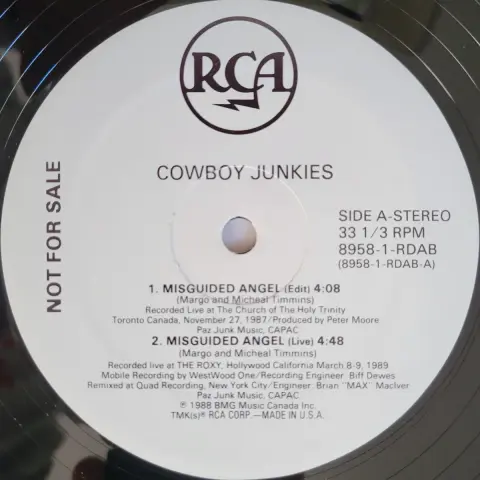 RCA
COWBOY JUNKIES
NOT FOR SALE
SIDE A-STEREO
33 1/3 RPM
8958-1-RDAB
(8958-1-RDAB-A)
1. MISGUIDED ANGEL (Edit) 4:08
(Margo and Micheal Timmins)
Recorded Live at The Church of The Holy Trinity
Toronto Canada, November 27, 1987/Produced by Peter Moore
Paz Junk Music, CAPAC
2. MISGUIDED ANGEL (Live) 4:48
(Margo and Micheal Timmins)
Recorded live at THE ROXY, Hollywood California March 8-9, 1989
Mobile Recording by WestWood One/Recording Engineer: Biff Dewes
Remixed at Quad Recording, New York City/Engineer: Brian "MAX" MacIver
Paz Junk Music, CAPAC
℗ 1988 BMG Music Canada Inc.
TMK(s)® RCA CORP.—MADE IN U.S.A.